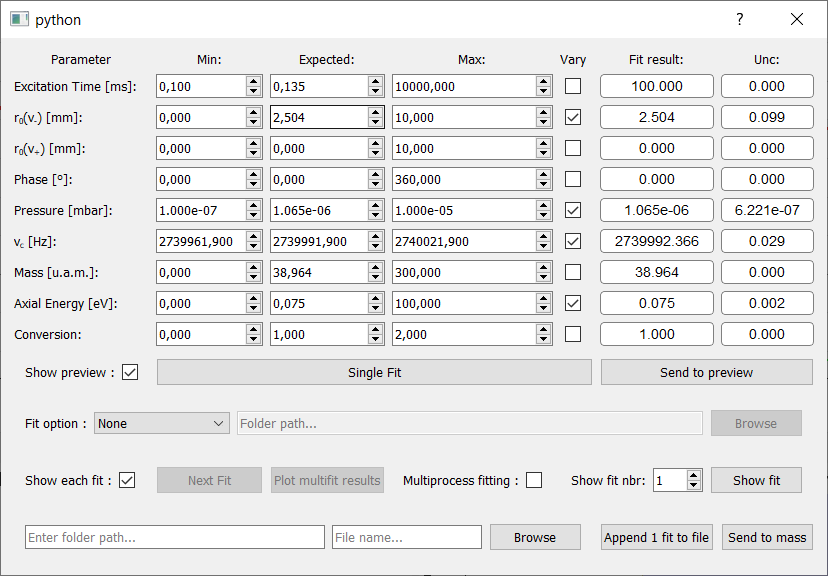 python
Parameter Min: Expected: Max: Vary Fit result: Unc:
Excitation Time [ms]: 0,100 0,135 10000,000 100.000 0.000
r₀(v₋) [mm]: 0,000 2,504 10,000 2.504 0.099
r₀(v₊) [mm]: 0,000 0,000 10,000 0.000 0.000
Phase [°]: 0,000 0,000 360,000 0.000 0.000
Pressure [mbar]: 1.000e-07 1.065e-06 1.000e-05 1.065e-06 6.221e-07
v꜀ [Hz]: 2739961,900 2739991,900 2740021,900 2739992.366 0.029
Mass [u.a.m.]: 0,000 38,964 300,000 38.964 0.000
Axial Energy [eV]: 0,000 0,075 100,000 0.075 0.002
Conversion: 0,000 1,000 2,000 1.000 0.000
Show preview : Single Fit Send to preview
Fit option : None Folder path... Browse
Show each fit : Next Fit Plot multifit results Multiprocess fitting : Show fit nbr: 1 Show fit
Enter folder path... File name... Browse Append 1 fit to file Send to mass